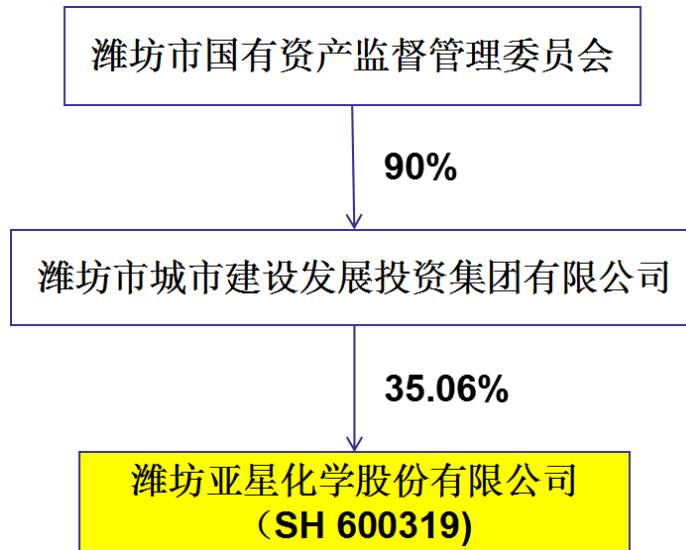 潍坊市国有资产监督管理委员会
90%
潍坊市城市建设发展投资集团有限公司
35.06%
潍坊亚星化学股份有限公司
（SH 600319)